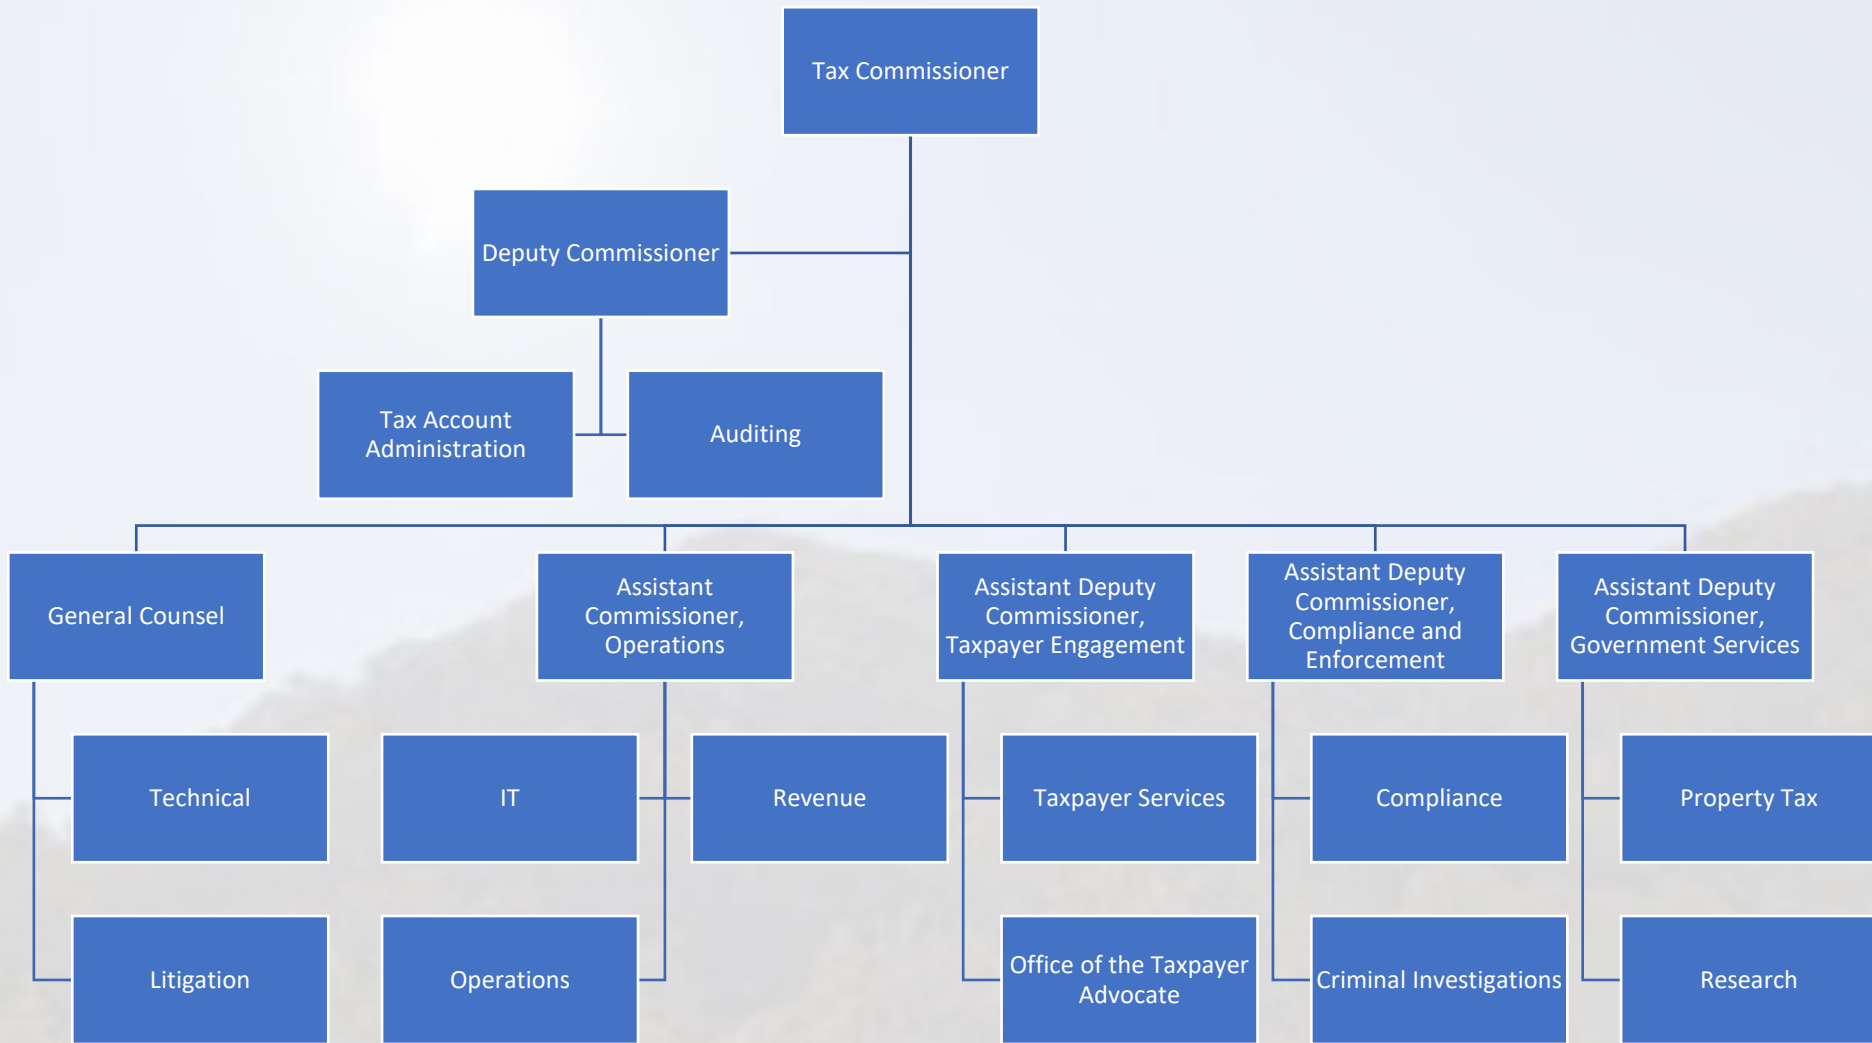 Tax Commissioner
Deputy Commissioner
Tax Account
Administration
Auditing
General Counsel
Assistant
Commissioner,
Operations
Assistant Deputy
Commissioner,
Taxpayer Engagement
Assistant Deputy
Commissioner,
Compliance and
Enforcement
Assistant Deputy
Commissioner,
Government Services
Technical
IT
Revenue
Taxpayer Services
Compliance
Property Tax
Litigation
Operations
Office of the Taxpayer
Advocate
Criminal Investigations
Research